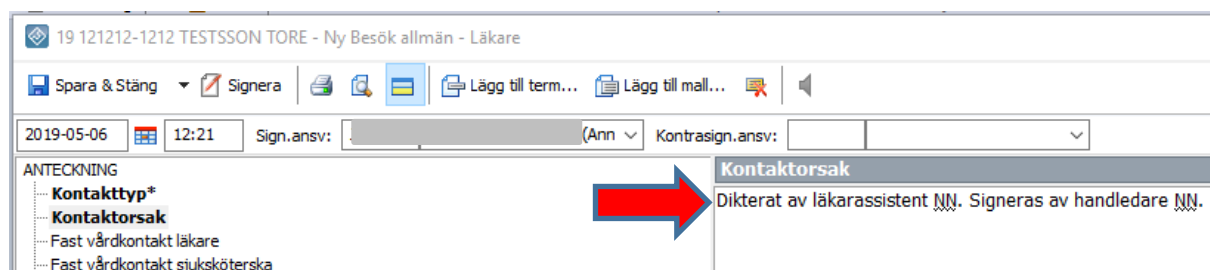 19 121212-1212 TESTSSON TORE - Ny Besök allmän - Läkare
Spara & Stäng Signera Lägg till term... Lägg till mall...
2019-05-06 12:21 Sign.ansv: (Ann Kontrasign.ansv:
ANTECKNING
Kontakttyp*
Kontaktorsak
Fast vårdkontakt läkare
Fast vårdkontakt sjuksköterska
Kontaktorsak
Dikterat av läkarassistent NN. Signeras av handledare NN.